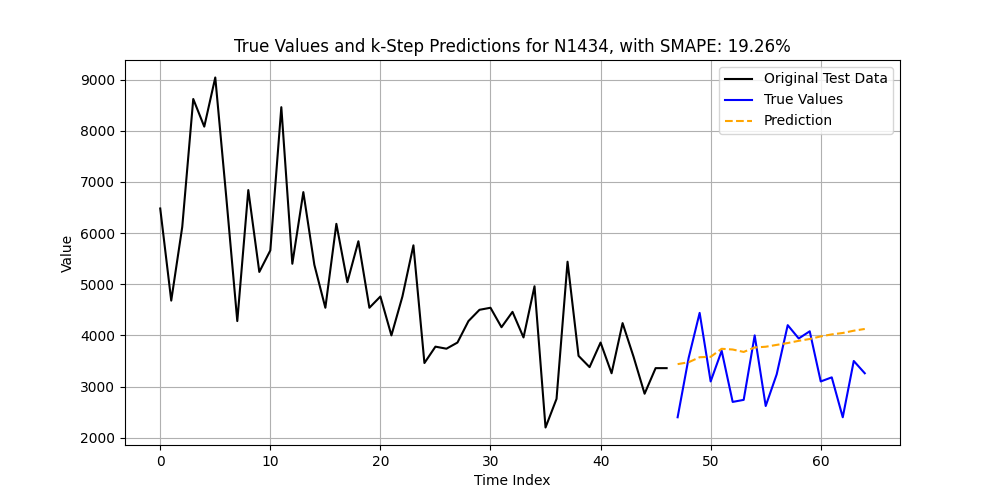 True Values and k-Step Predictions for N1434, with SMAPE: 19.26%
Original Test Data
True Values
Prediction
9000
8000
7000
6000
5000
4000
3000
2000
Value
0 10 20 30 40 50 60
Time Index